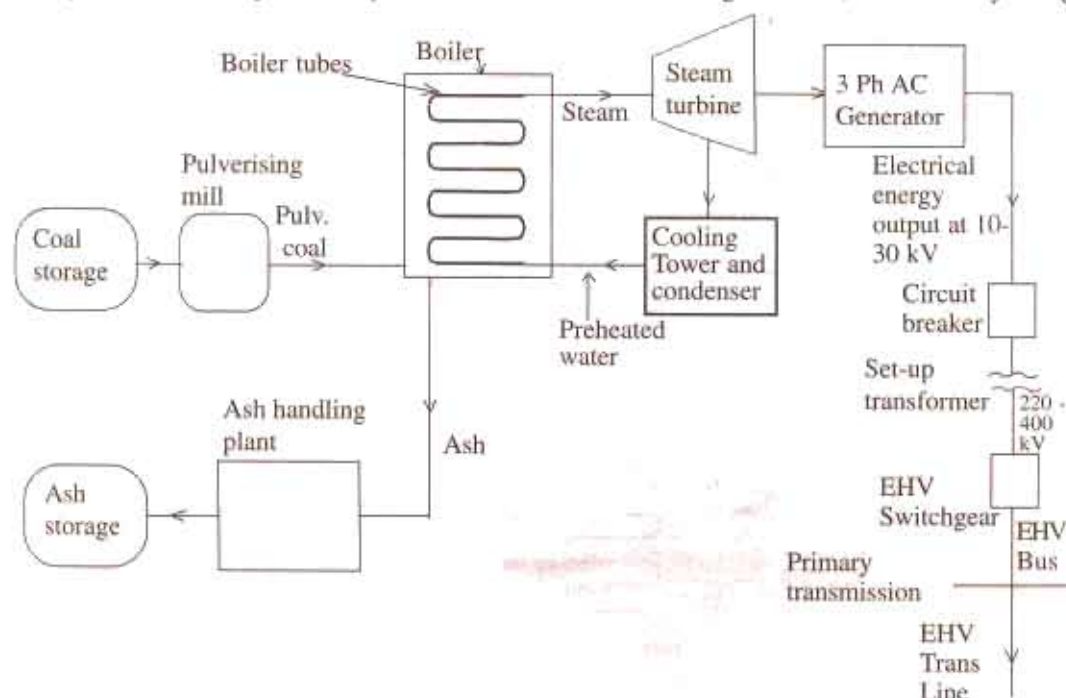 Boiler
Boiler tubes
Steam
turbine
3 Ph AC
Generator
Steam
Pulverising
mill
Electrical
energy
output at 10-
30 kV
Coal
storage
Pulv.
coal
Cooling
Tower and
condenser
Preheated
water
Circuit
breaker
Set-up
transformer
220 -
400
kV
Ash handling
plant
Ash
Ash
storage
EHV
Switchgear
EHV
Bus
Primary
transmission
EHV
Trans
Line